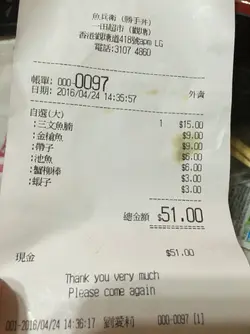 魚兵衛 (勝手丼)
一田超市 (觀塘)
香港觀塘道418號apm LG
電話:3107 4860
帳單: 000-0097
日期: 2016/04/24 14:35:57 外賣
自選(大) 1 $15.00
:三文魚腩 $9.00
:金槍魚 $9.00
:帶子 $6.00
:池魚 $6.00
:蟹柳棒 $3.00
:蝦子 $3.00
總金額 $51.00
現金 $51.00
Thank you very much
Please come again
001-2016/04/24 14:36:17 劉愛莉 000-0097 [1]